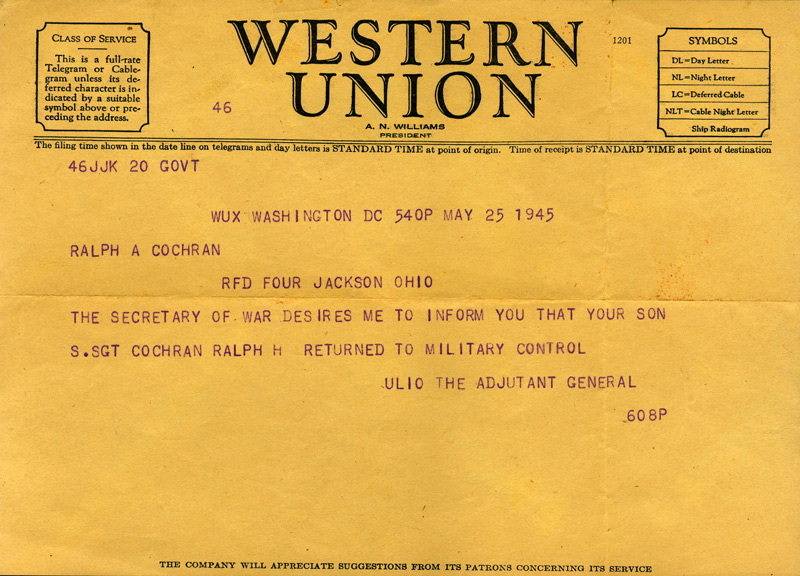 CLASS OF SERVICE
This is a full-rate
Telegram or Cable-
gram unless its de-
ferred character is in-
dicated by a suitable
symbol above or pre-
ceding the address.
WESTERN
UNION
46
A. N. WILLIAMS
PRESIDENT
1201
SYMBOLS
DL=Day Letter
NL=Night Letter
LC=Deferred Cable
NLT=Cable Night Letter
Ship Radiogram
The filing time shown in the date line on telegrams and day letters is STANDARD TIME at point of origin. Time of receipt is STANDARD TIME at point of destination
46JJK 20 GOVT
WUX WASHINGTON DC 540P MAY 25 1945
RALPH A COCHRAN
RFD FOUR JACKSON OHIO
THE SECRETARY OF WAR DESIRES ME TO INFORM YOU THAT YOUR SON
S.SGT COCHRAN RALPH H RETURNED TO MILITARY CONTROL
ULIO THE ADJUTANT GENERAL
608P
THE COMPANY WILL APPRECIATE SUGGESTIONS FROM ITS PATRONS CONCERNING ITS SERVICE